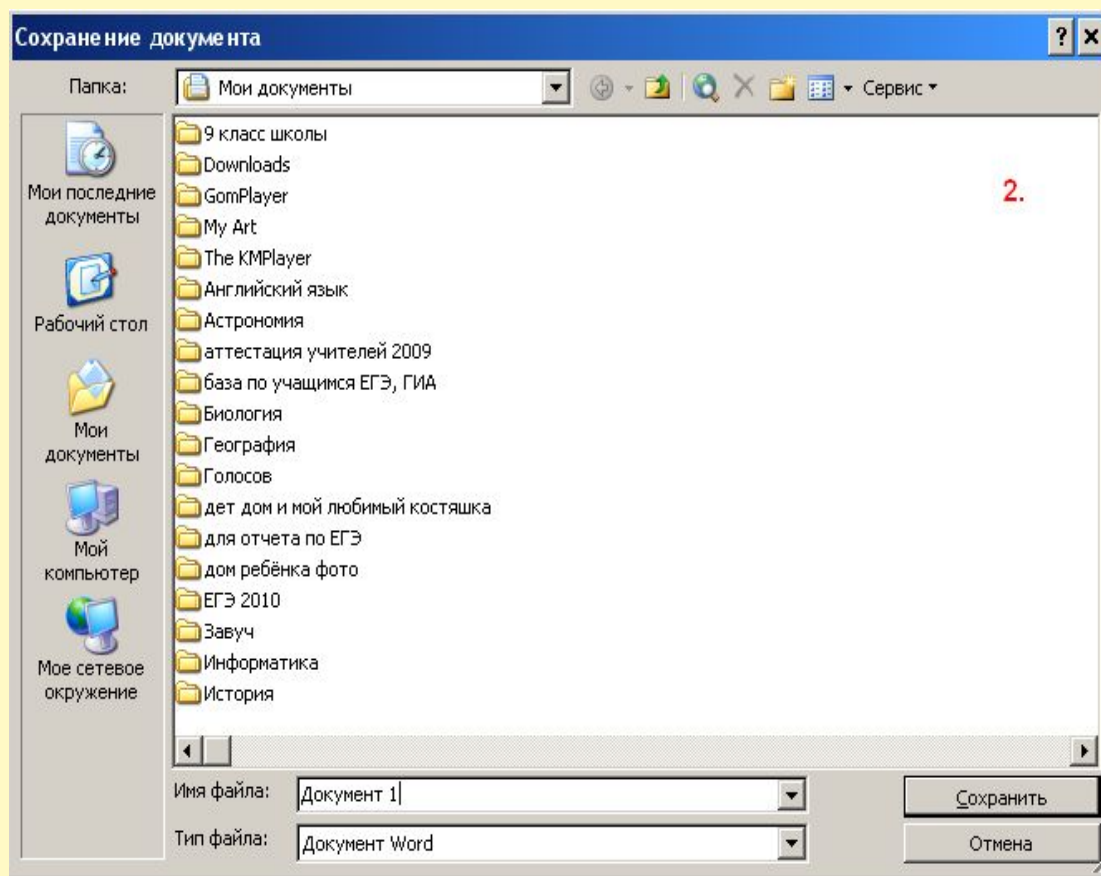 Сохранение документа
Папка:
Мои документы
Сервис
Мои последние
документы
Рабочий стол
Мои
документы
Мой
компьютер
Мое сетевое
окружение
9 класс школы
Downloads
GomPlayer
My Art
The KMPlayer
Английский язык
Астрономия
аттестация учителей 2009
база по учащимся ЕГЭ, ГИА
Биология
География
Голосов
дет дом и мой любимый костяшка
для отчета по ЕГЭ
дом ребёнка фото
ЕГЭ 2010
Завуч
Информатика
История
2.
Имя файла:
Документ 1
Сохранить
Тип файла:
Документ Word
Отмена